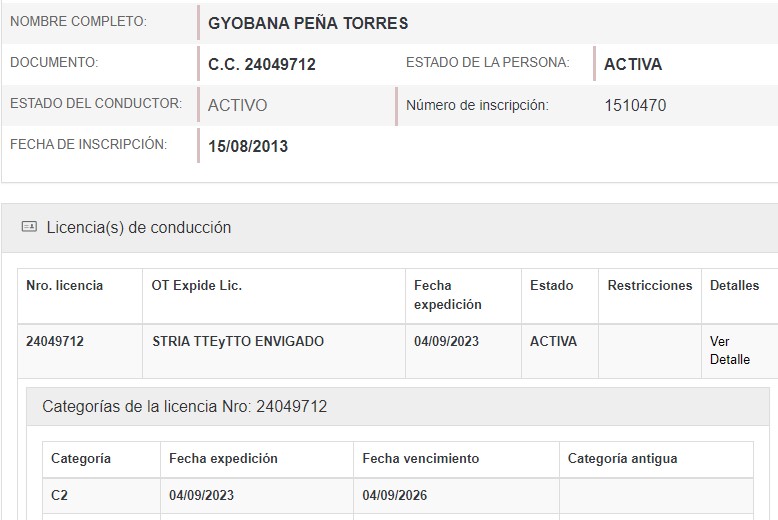 NOMBRE COMPLETO: GYOBANA PEÑA TORRES
DOCUMENTO: C.C. 24049712 ESTADO DE LA PERSONA: ACTIVA
ESTADO DEL CONDUCTOR: ACTIVO Número de inscripción: 1510470
FECHA DE INSCRIPCIÓN: 15/08/2013
Licencia(s) de conducción
Nro. licencia OT Expide Lic. Fecha expedición Estado Restricciones Detalles
24049712 STRIA TTEyTTO ENVIGADO 04/09/2023 ACTIVA Ver Detalle
Categorías de la licencia Nro: 24049712
Categoría Fecha expedición Fecha vencimiento Categoría antigua
C2 04/09/2023 04/09/2026